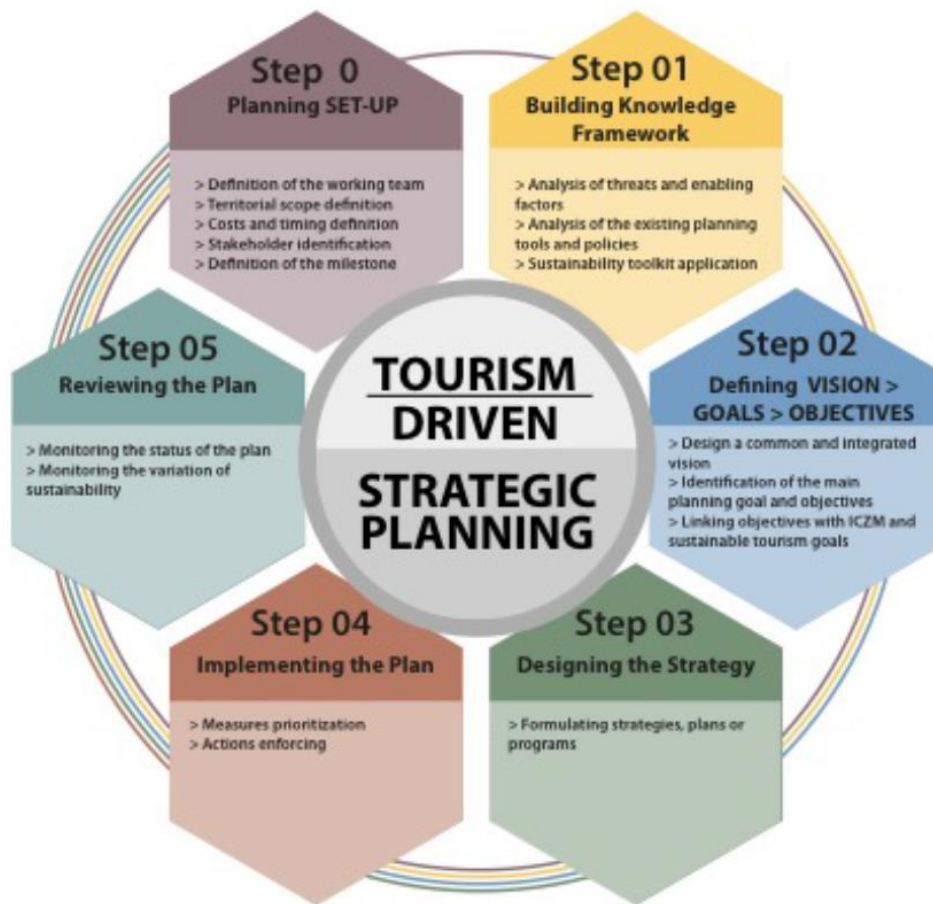 Step 0
Planning SET-UP
> Definition of the working team
> Territorial scope definition
> Costs and timing definition
> Stakeholder identification
> Definition of the milestone
Step 01
Building Knowledge
Framework
> Analysis of threats and enabling
factors
> Analysis of the existing planning
tools and policies
> Sustainability toolkit application
Step 02
Defining VISION >
GOALS > OBJECTIVES
> Design a common and integrated
vision
> Identification of the main
planning goal and objectives
> Linking objectives with ICZM and
sustainable tourism goals
Step 03
Designing the Strategy
> Formulating strategies, plans or
programs
Step 04
Implementing the Plan
> Measures prioritization
> Actions enforcing
Step 05
Reviewing the Plan
> Monitoring the status of the plan
> Monitoring the variation of
sustainability
TOURISM
DRIVEN
STRATEGIC
PLANNING